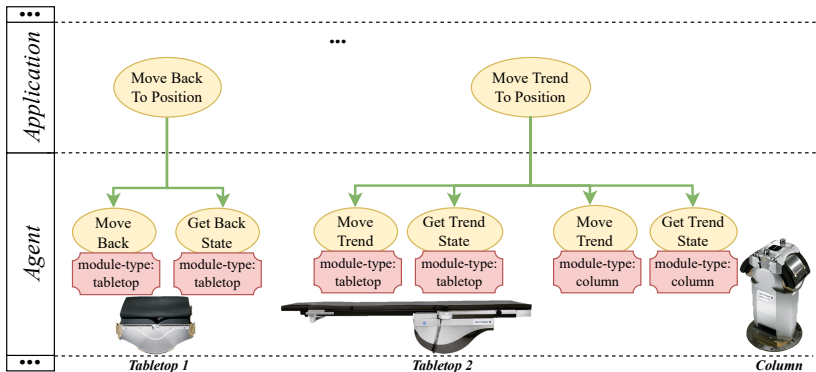 ...
Application
...
Move Back
To Position
Move Trend
To Position
Agent
Move
Back
Get Back
State
Move
Trend
Get Trend
State
Move
Trend
Get Trend
State
module-type:
tabletop
module-type:
tabletop
module-type:
tabletop
module-type:
tabletop
module-type:
column
module-type:
column
...
Tabletop 1
Tabletop 2
Column